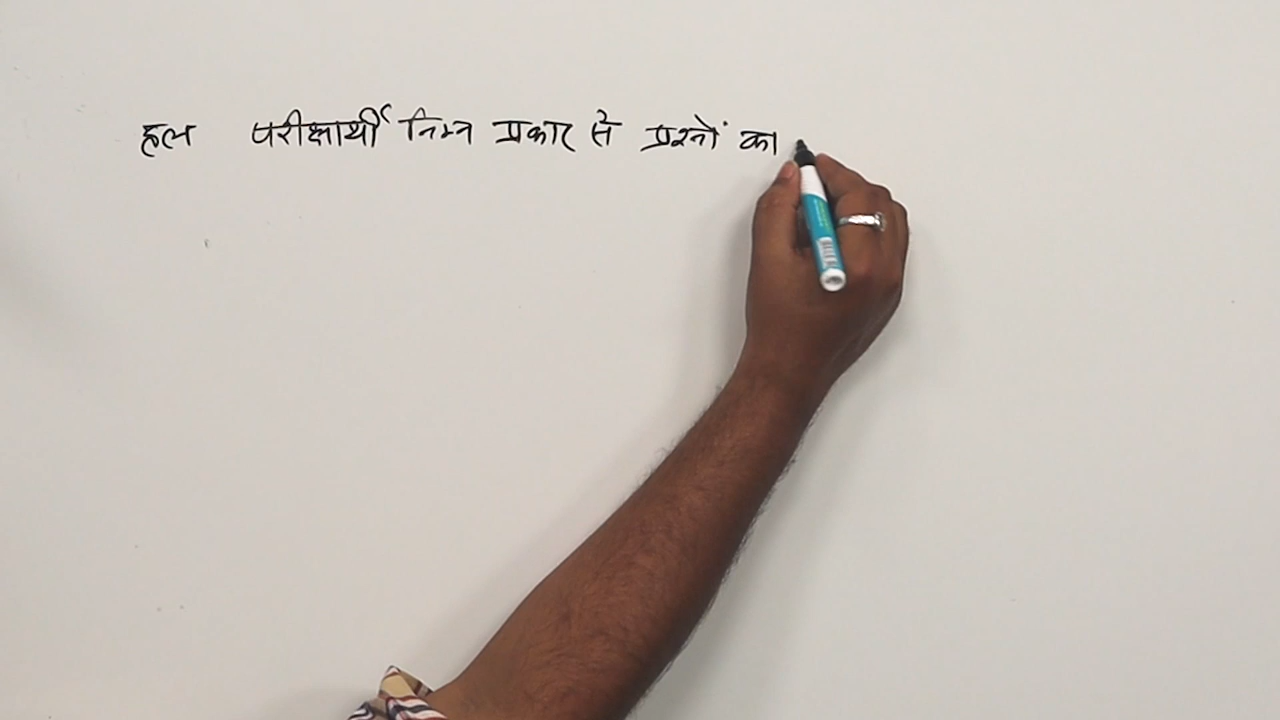 हल परीक्षार्थी निम्न प्रकार से प्रश्नों का